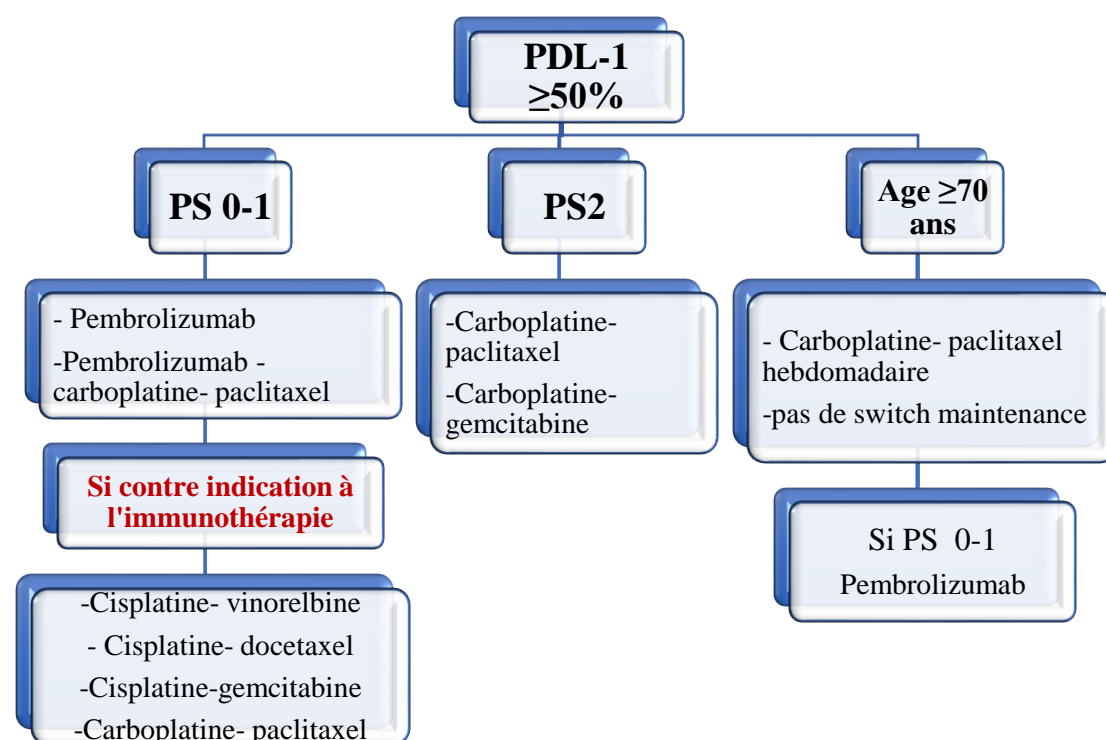 PDL-1
≥50%
PS 0-1
- Pembrolizumab
-Pembrolizumab -
carboplatine- paclitaxel
Si contre indication à
l'immunothérapie
-Cisplatine- vinorelbine
- Cisplatine- docetaxel
-Cisplatine-gemcitabine
-Carboplatine- paclitaxel
PS2
-Carboplatine-
paclitaxel
-Carboplatine-
gemcitabine
Age ≥70
ans
- Carboplatine- paclitaxel
hebdomadaire
-pas de switch maintenance
Si PS 0-1
Pembrolizumab